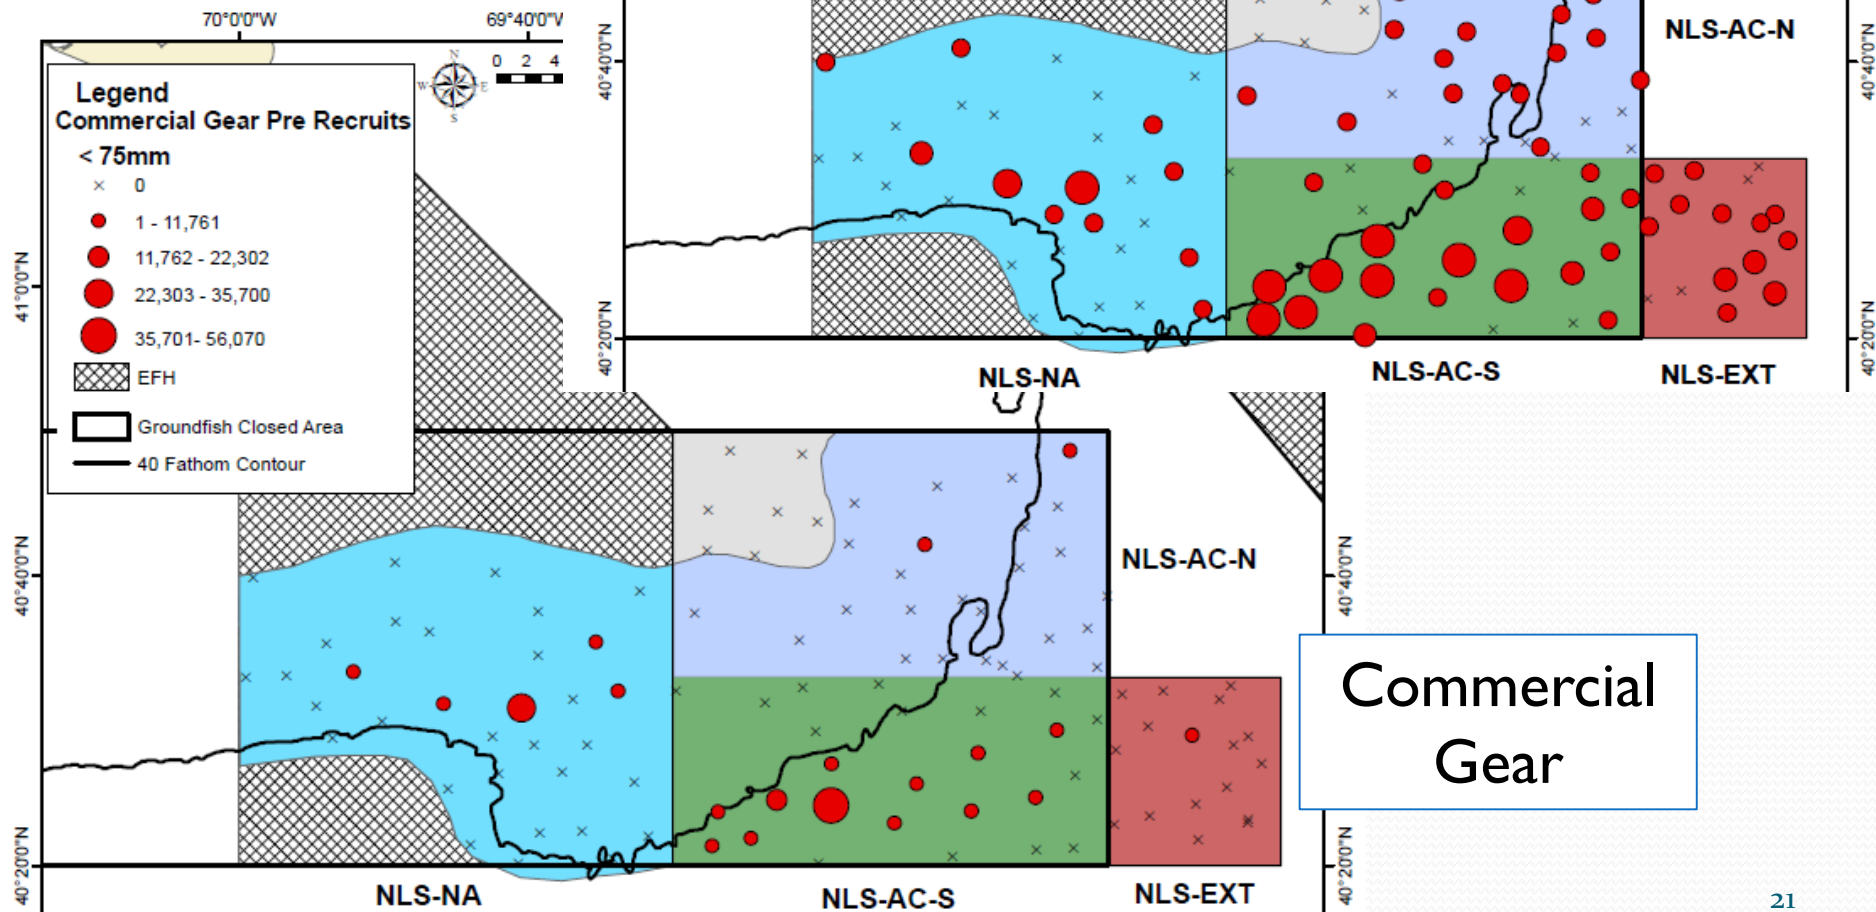 70°0'0"W
69°40'0"W
N
W
E
S
0 2 4
Legend
Commercial Gear Pre Recruits
< 75mm
0
1 - 11,761
11,762 - 22,302
22,303 - 35,700
35,701- 56,070
EFH
Groundfish Closed Area
40 Fathom Contour
40°40'0"N
40°20'0"N
NLS-AC-N
40°40'0"N
40°20'0"N
NLS-NA
NLS-AC-S
NLS-EXT
41°0'0"N
40°40'0"N
40°20'0"N
NLS-AC-N
40°40'0"N
40°20'0"N
NLS-NA
NLS-AC-S
NLS-EXT
Commercial
Gear
21